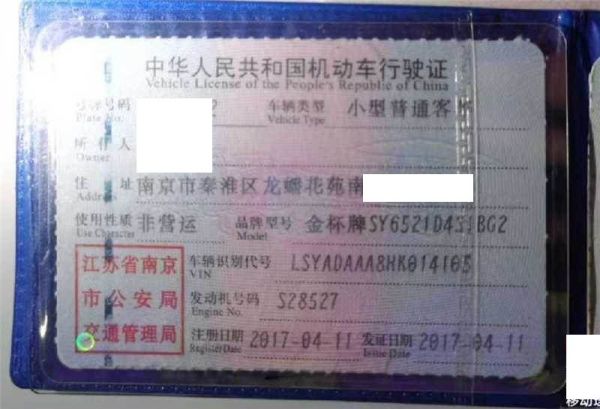 中华人民共和国机动车行驶证
Vehicle License of the People's Republic of China
号牌号码 2 车辆类型 小型普通客
Plate No. Vehicle Type
所有人
Owner
住 址 南京市秦淮区龙蟠花苑南
Address
使用性质 非营运 品牌型号 金杯牌SY6521D4S1BG2
Use Character Model
江苏省南京
市公安局
交通管理局
车辆识别代号 LSYADAAA8HK014105
VIN
发动机号码 S28527
Engine No.
注册日期 2017-04-11 发证日期 2017-04-11
Register Date Issue Date